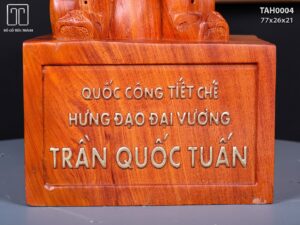 TAH0004
77x26x21
QUỐC CÔNG TIẾT CHẾ
HƯNG ĐẠO ĐẠI VƯƠNG
TRẦN QUỐC TUẤN